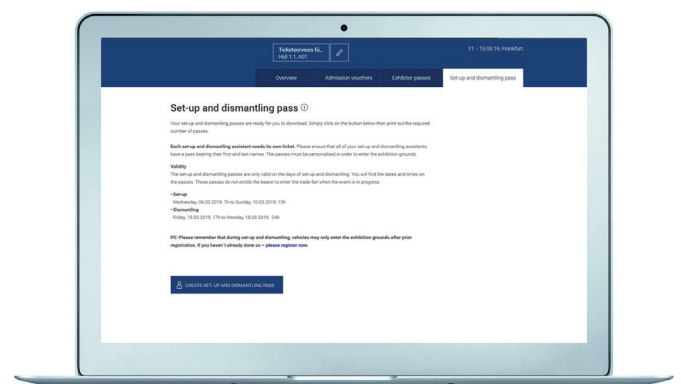 Ticketservices fü...
Hall 1.1, A01
11. - 15.03.19, Frankfurt
Overview
Admission vouchers
Exhibitor passes
Set-up and dismantling pass
Set-up and dismantling pass
Your set-up and dismantling passes are ready for you to download. Simply click on the button below then print out the required
number of passes.
Each set-up and dismantling assistant needs its own ticket. Please ensure that all of your set-up and dismantling assistants
have a pass bearing their first and last names. The passes must be personalised in order to enter the exhibition grounds.
Validity
The set-up and dismantling passes are only valid on the days of set-up and dismantling. You will find the dates and times on
the passes. These passes do not entitle the bearer to enter the trade fair when the event is in progress.
• Set-up
Wednesday, 06.03.2019, 7h to Sunday, 10.03.2019, 15h
• Dismantling
Friday, 15.03.2019, 17h to Monday, 18.03.2019, 24h
PS: Please remember that during set-up and dismantling, vehicles may only enter the exhibition grounds after prior
registration. If you haven´t already done so – please register now.
CREATE SET-UP AND DISMANTLING PASS